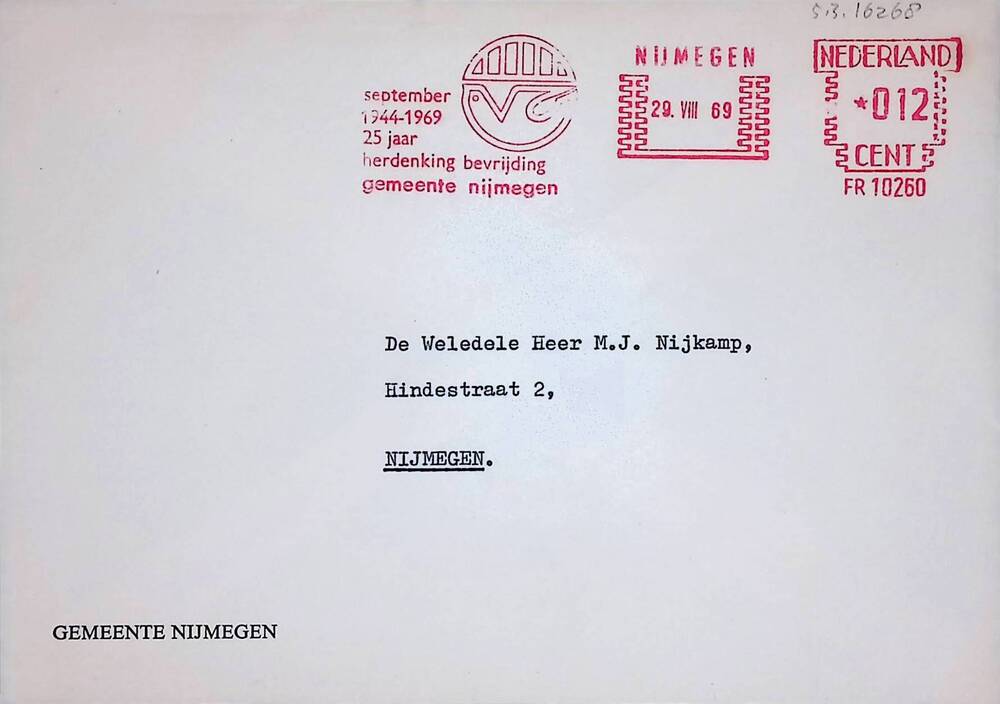 S.B. 16268
september
1944-1969
25 jaar
herdenking bevrijding
gemeente nijmegen
NIJMEGEN
29. VIII 69
NEDERLAND
*012
CENT
FR 10260
De Weledele Heer M.J. Nijkamp,
Hindestraat 2,
NIJMEGEN.
GEMEENTE NIJMEGEN